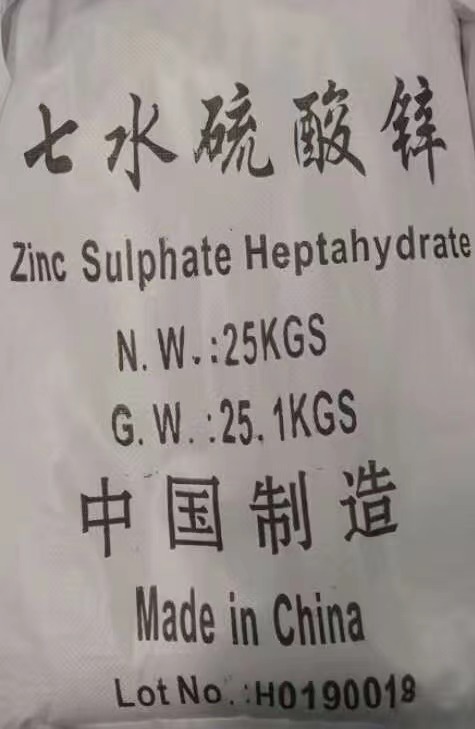 七水硫酸锌
Zinc Sulphate Heptahydrate
N.W.:25KGS
G.W.:25.1KGS
中国制造
Made in China
Lot No.:H0190018